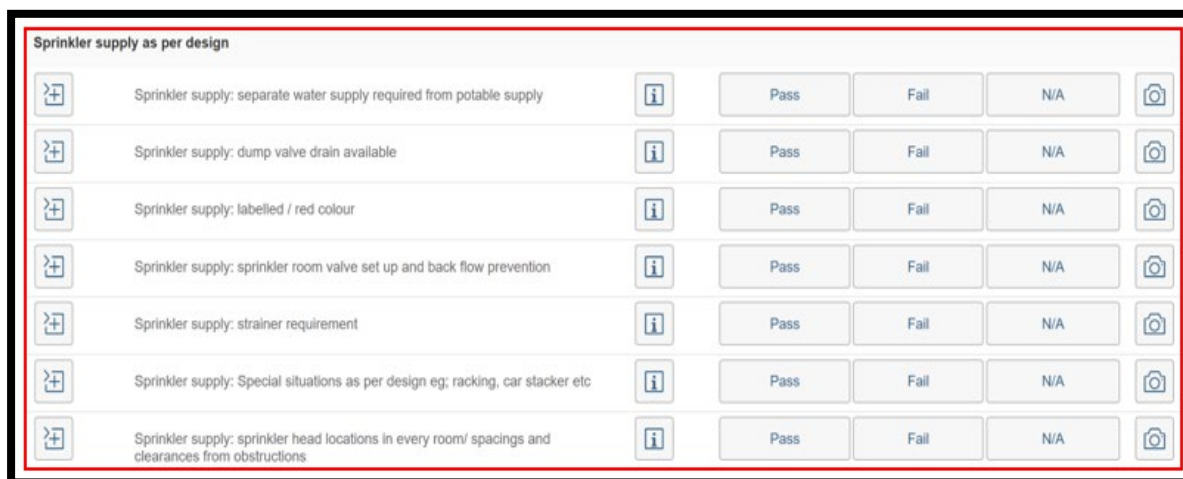 Sprinkler supply as per design
Sprinkler supply: separate water supply required from potable supply Pass Fail N/A
Sprinkler supply: dump valve drain available Pass Fail N/A
Sprinkler supply: labelled / red colour Pass Fail N/A
Sprinkler supply: sprinkler room valve set up and back flow prevention Pass Fail N/A
Sprinkler supply: strainer requirement Pass Fail N/A
Sprinkler supply: Special situations as per design eg; racking, car stacker etc Pass Fail N/A
Sprinkler supply: sprinkler head locations in every room/ spacings and Pass Fail N/A
clearances from obstructions